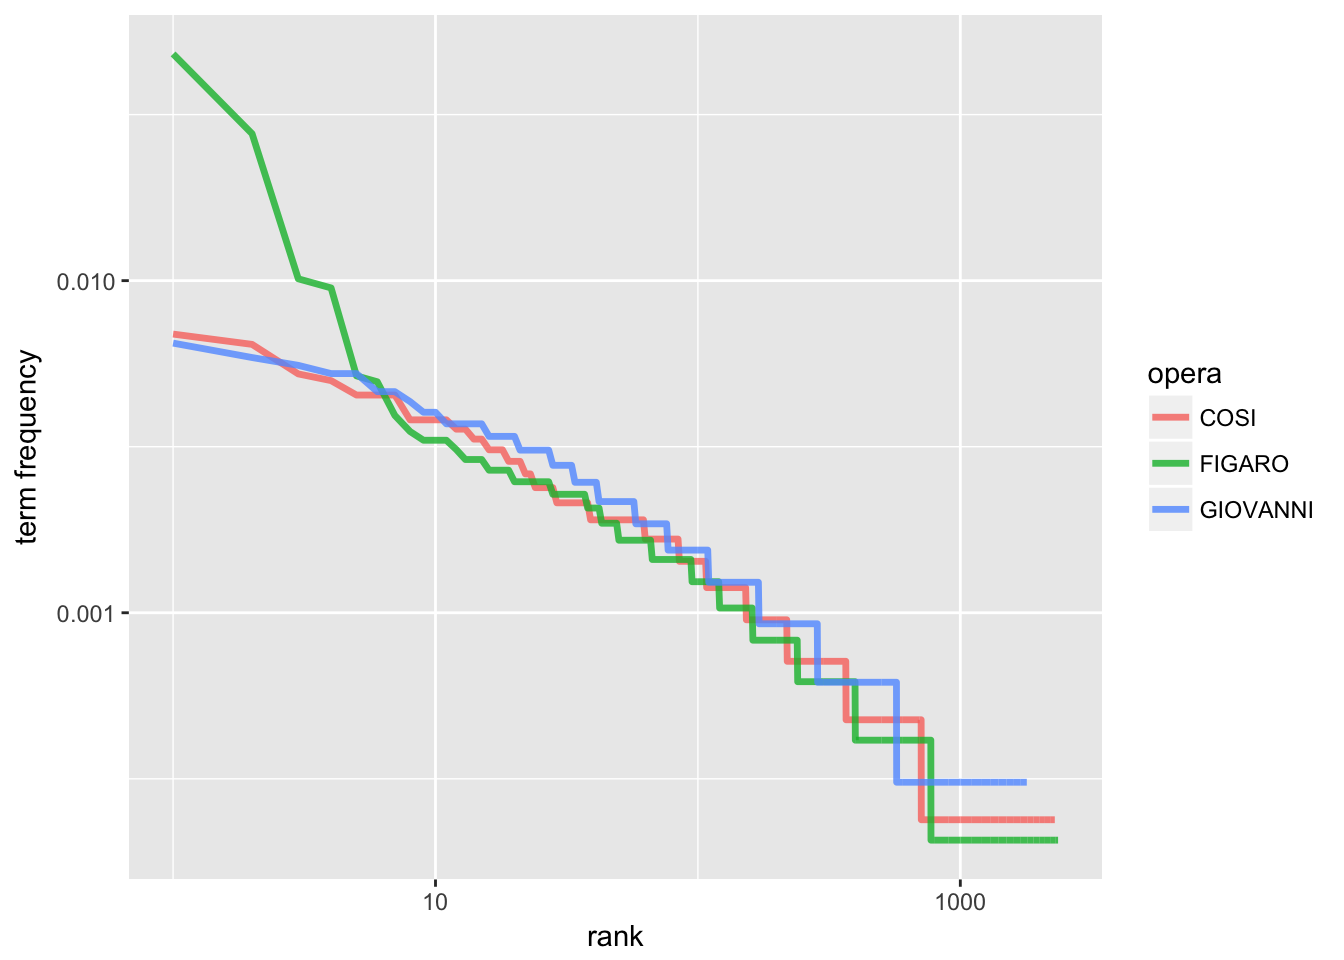 0.010
0.001
term frequency
10
1000
rank
opera
COSI
FIGARO
GIOVANNI